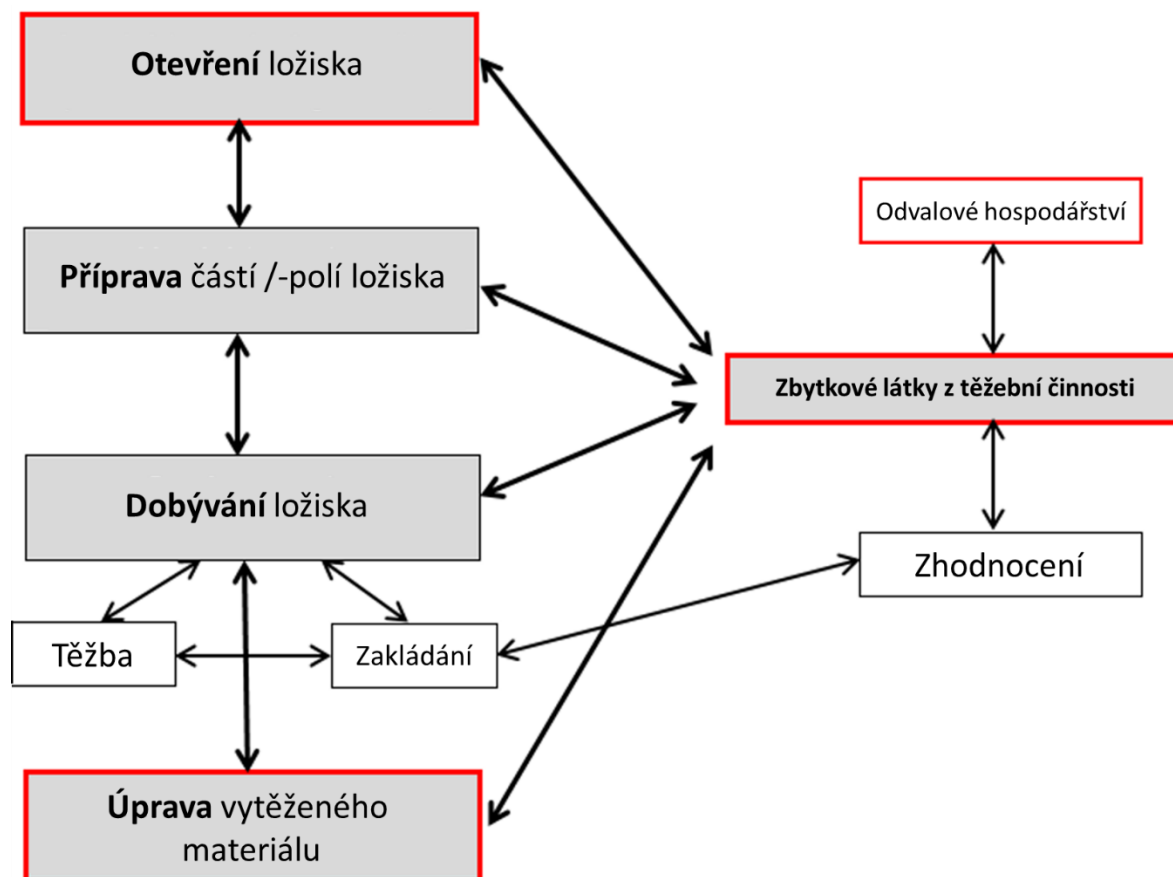 Otevření ložiska
Odvalové hospodářství
Příprava částí /-polí ložiska
Zbytkové látky z těžební činnosti
Dobývání ložiska
Zhodnocení
Těžba
Zakládání
Úprava vytěženého
materiálu